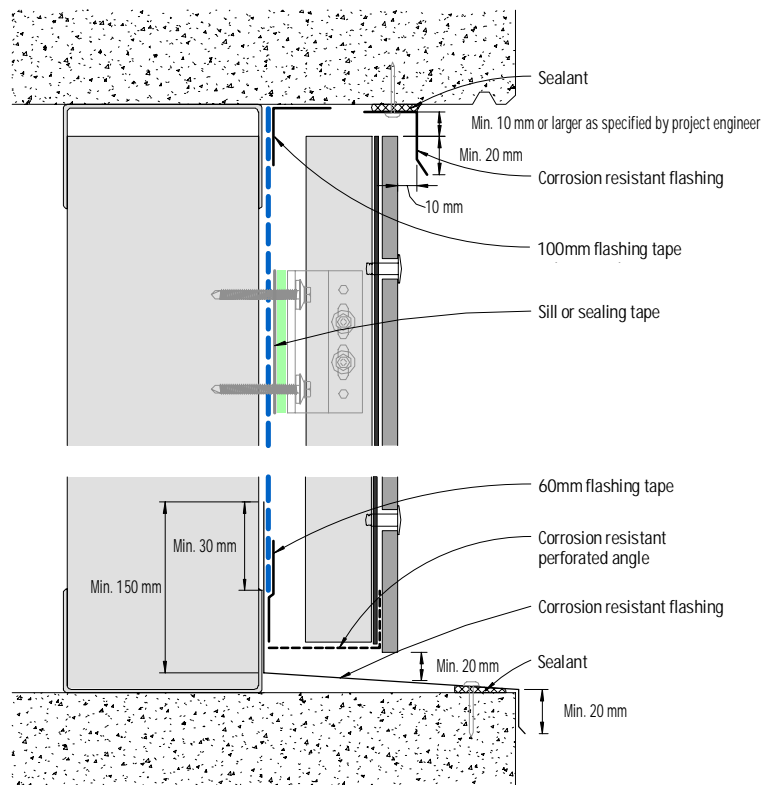 Sealant
Min. 10 mm or larger as specified by project engineer
Min. 20 mm
Corrosion resistant flashing
10 mm
100mm flashing tape
Sill or sealing tape
60mm flashing tape
Min. 30 mm
Corrosion resistant
perforated angle
Min. 150 mm
Corrosion resistant flashing
Min. 20 mm
Sealant
Min. 20 mm